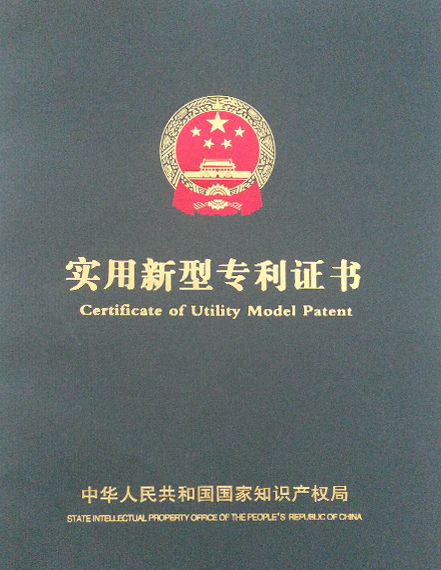 实用新型专利证书
Certificate of Utility Model Patent
中华人民共和国国家知识产权局
STATE INTELLECTUAL PROPERTY OFFICE OF THE PEOPLE'S REPUBLIC OF CHINA